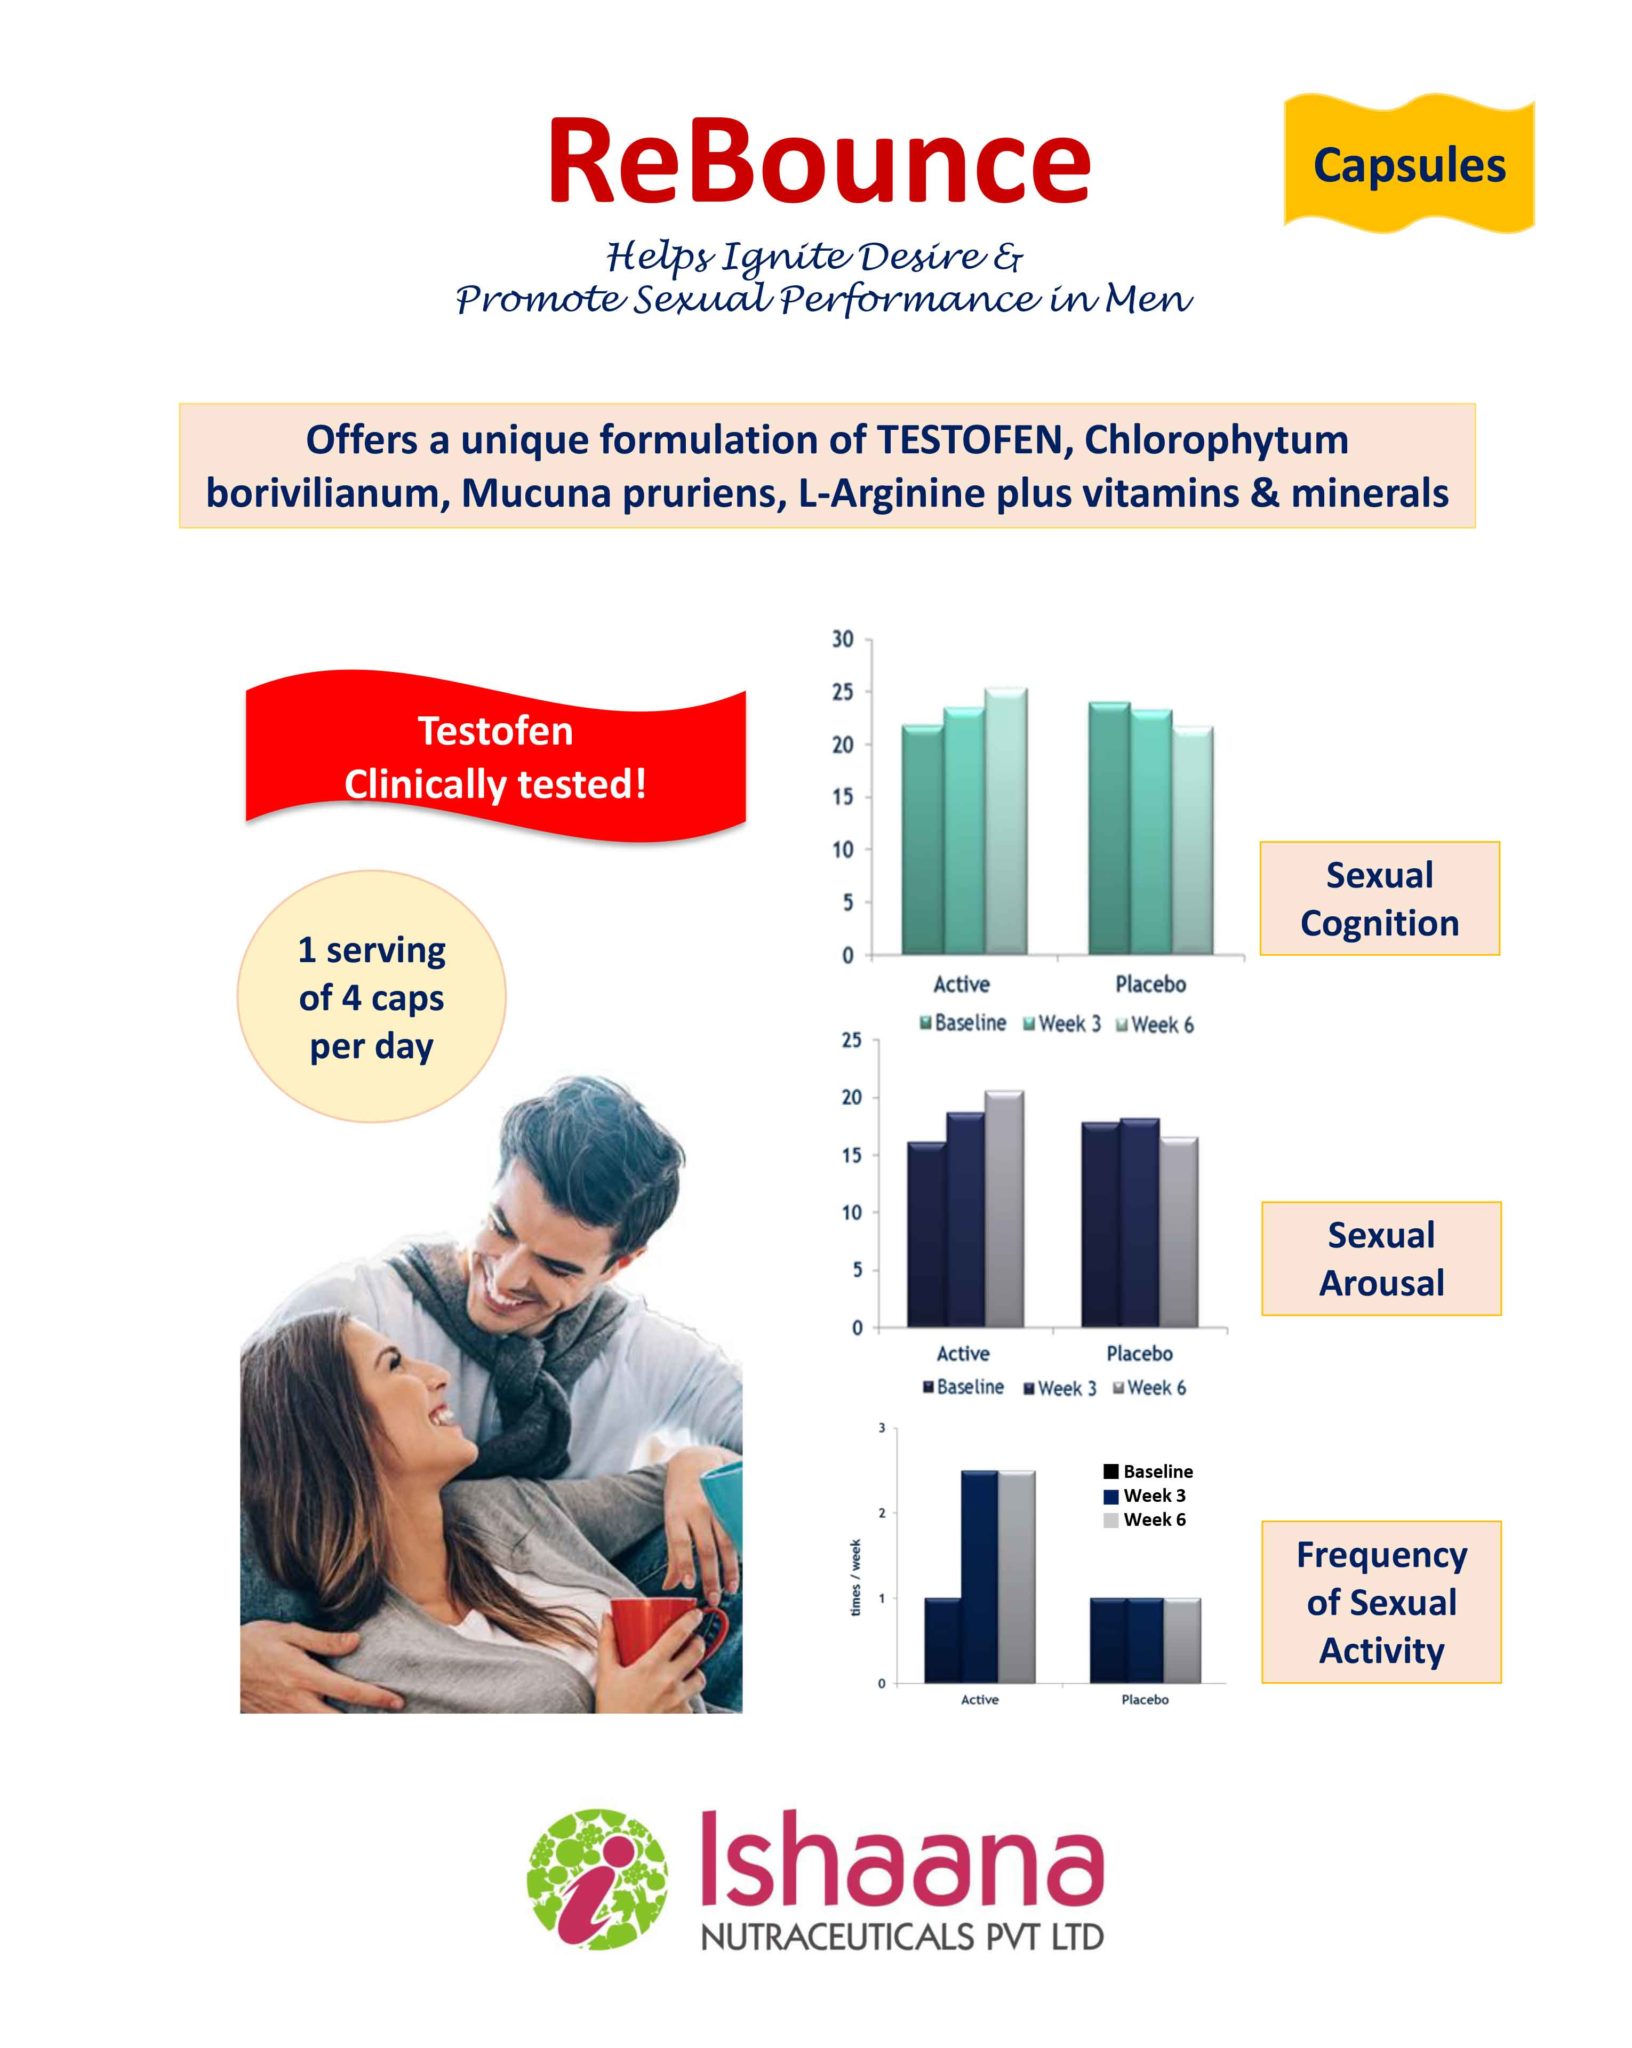 ReBounce
Capsules
Helps Ignite Desire &
Promote Sexual Performance in Men
Offers a unique formulation of TESTOFEN, Chlorophytum
borivilianum, Mucuna pruriens, L-Arginine plus vitamins & minerals
Testofen
Clinically tested!
1 serving
of 4 caps
per day
30
25
20
15
10
5
0
Active Placebo
Baseline Week 3 Week 6
Sexual
Cognition
25
20
15
10
5
0
Active Placebo
Baseline Week 3 Week 6
Sexual
Arousal
3
2
1
0
times / week
Baseline
Week 3
Week 6
Active Placebo
Frequency
of Sexual
Activity
i
Ishaana
NUTRACEUTICALS PVT LTD